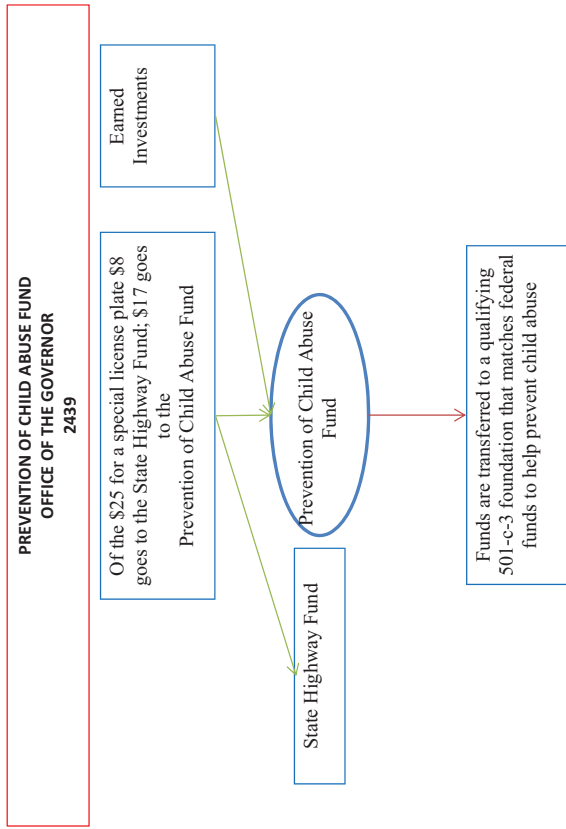 PREVENTION OF CHILD ABUSE FUND
OFFICE OF THE GOVERNOR
2439
Of the $25 for a special license plate $8
goes to the State Highway Fund; $17 goes
to the
Prevention of Child Abuse Fund
Earned
Investments
State Highway Fund
Prevention of Child Abuse
Fund
Funds are transferred to a qualifying
501-c-3 foundation that matches federal
funds to help prevent child abuse